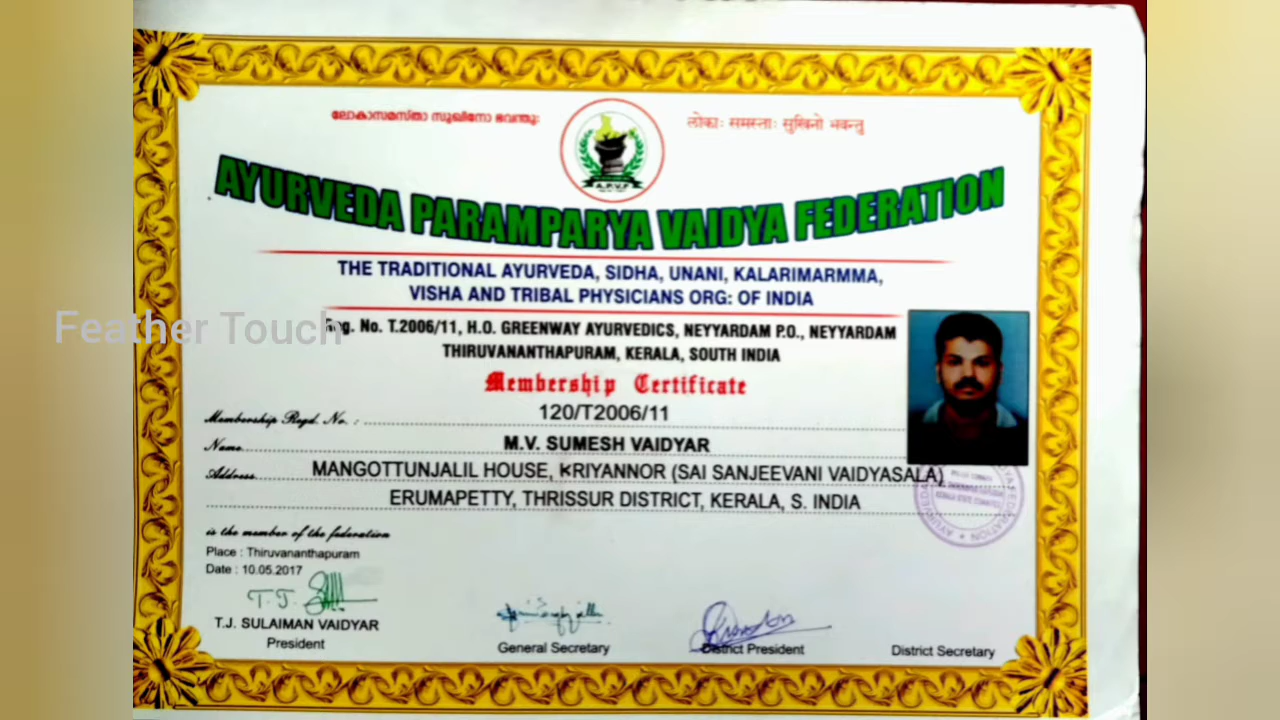 ലോകാസമസ്താ സുഖിനോ ഭവന്തു:
लोकाः समस्ताः सुखिनो भवन्तु
A.P.V.F
AYURVEDA PARAMPARYA VAIDYA FEDERATION
THE TRADITIONAL AYURVEDA, SIDHA, UNANI, KALARIMARMMA,
VISHA AND TRIBAL PHYSICIANS ORG: OF INDIA
Feather Touch
Reg. No. T.2006/11, H.O. GREENWAY AYURVEDICS, NEYYARDAM P.O., NEYYARDAM
THIRUVANANTHAPURAM, KERALA, SOUTH INDIA
Membership Certificate
Membership Regd. No. : 120/T2006/11
Name M.V. SUMESH VAIDYAR
Address MANGOTTUNJALIL HOUSE, KRIYANNOR (SAI SANJEEVANI VAIDYASALA)
ERUMAPETTY, THRISSUR DISTRICT, KERALA, S. INDIA
is the member of the federation
Place : Thiruvananthapuram
Date : 10.05.2017
T.J.
T.J. SULAIMAN VAIDYAR
President
General Secretary
District President
District Secretary